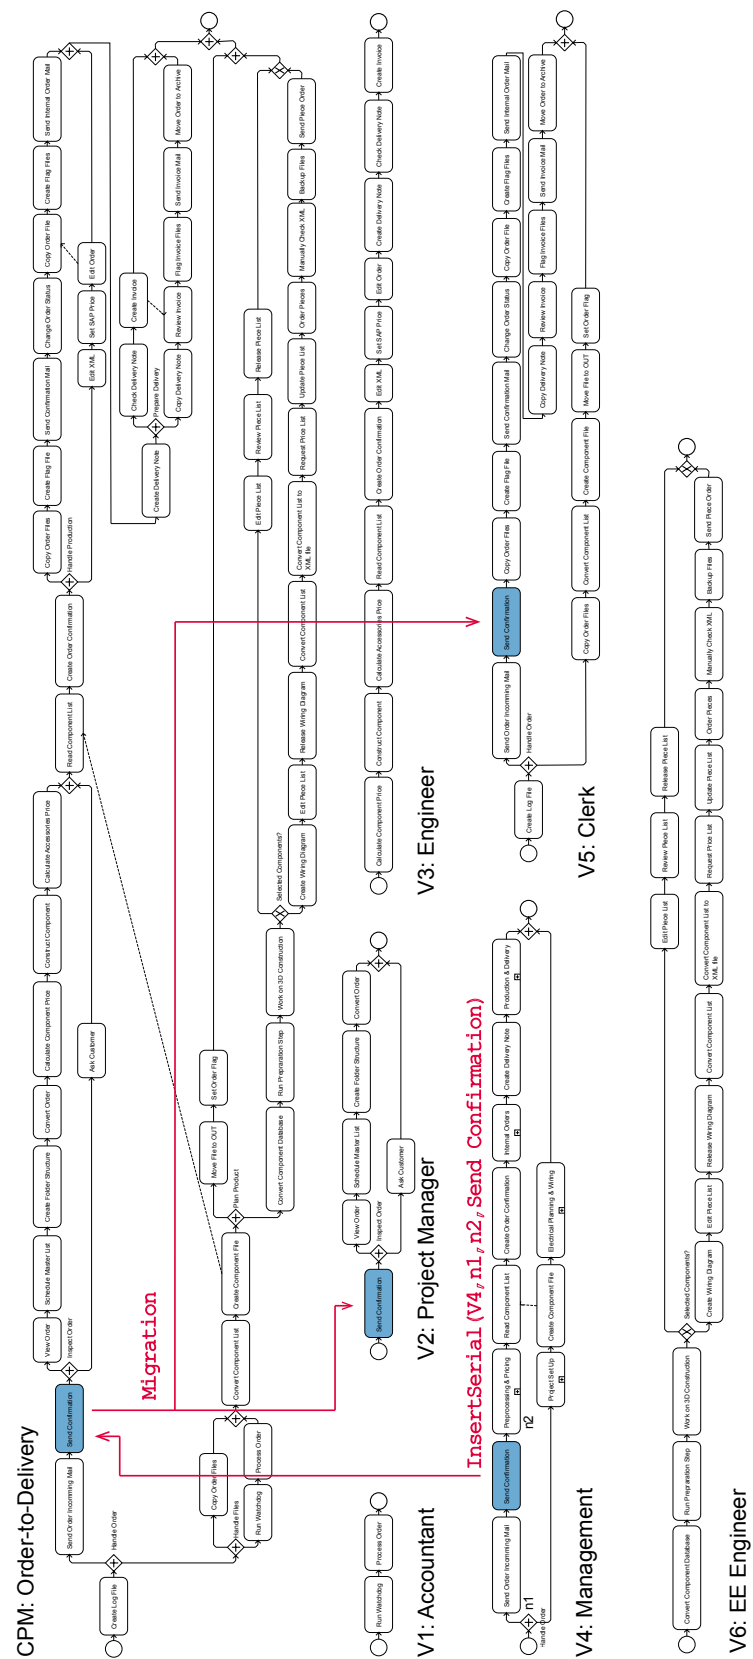 CPM: Order-to-Delivery
Create Log File
Handle Order
Send Order Incomming Mail
Send Confirmation
Inspect Order
View Order
Schedule Master List
Create Folder Structure
Convert Order
Calculate Component Price
Construct Component
Calculate Accessories Price
Ask Customer
Read Component List
Create Order Confirmation
Handle Production
Copy Order Files
Create Flag File
Send Confirmation Mail
Change Order Status
Copy Order File
Create Flag Files
Send Internal Order Mail
Edit XML
Set SAP Price
Edit Order
Create Delivery Note
Prepare Delivery
Check Delivery Note
Create Invoice
Copy Delivery Note
Review Invoice
Flag Invoice Files
Send Invoice Mail
Move Order to Archive
Handle Files
Copy Order Files
Run Watchdog
Process Order
Convert Component List
Create Component File
Plan Product
Move File to OUT
Set Order Flag
Convert Component Database
Run Prepraration Step
Work on 3D Construction
Selected Components?
Edit Piece List
Review Piece List
Release Piece List
Create Wiring Diagram
Edit Piece List
Release Wiring Diagram
Convert Component List
Convert Component List to
XML file
Request Price List
Update Piece List
Order Pieces
Manually Check XML
Backup Files
Send Piece Order
Migration
V1: Accountant
Run Watchdog
Process Order
V2: Project Manager
Send Confirmation
Inspect Order
View Order
Schedule Master List
Create Folder Structure
Convert Order
Ask Customer
V3: Engineer
Calculate Component Price
Construct Component
Calculate Accessories Price
Read Component List
Create Order Confirmation
Edit XML
Set SAP Price
Edit Order
Create Delivery Note
Check Delivery Note
Create Invoice
InsertSerial(V4,n1,n2,Send Confirmation)
V4: Management
Handle Order
n1
Send Order Incomming Mail
Send Confirmation
n2
Preprocessing & Pricing
Read Component List
Create Order Confirmation
Internal Orders
Create Delivery Note
Production & Delivery
Project Set Up
Create Component File
Electrical Planning & Wiring
V5: Clerk
Create Log File
Handle Order
Send Order Incomming Mail
Send Confirmation
Copy Order Files
Create Flag File
Send Confirmation Mail
Change Order Status
Copy Order File
Create Flag Files
Send Internal Order Mail
Copy Delivery Note
Review Invoice
Flag Invoice Files
Send Invoice Mail
Move Order to Archive
Copy Order Files
Convert Component List
Create Component File
Move File to OUT
Set Order Flag
V6: EE Engineer
Convert Component Database
Run Prepraration Step
Work on 3D Construction
Selected Components?
Edit Piece List
Review Piece List
Release Piece List
Create Wiring Diagram
Edit Piece List
Release Wiring Diagram
Convert Component List
Convert Component List to
XML file
Request Price List
Update Piece List
Order Pieces
Manually Check XML
Backup Files
Send Piece Order